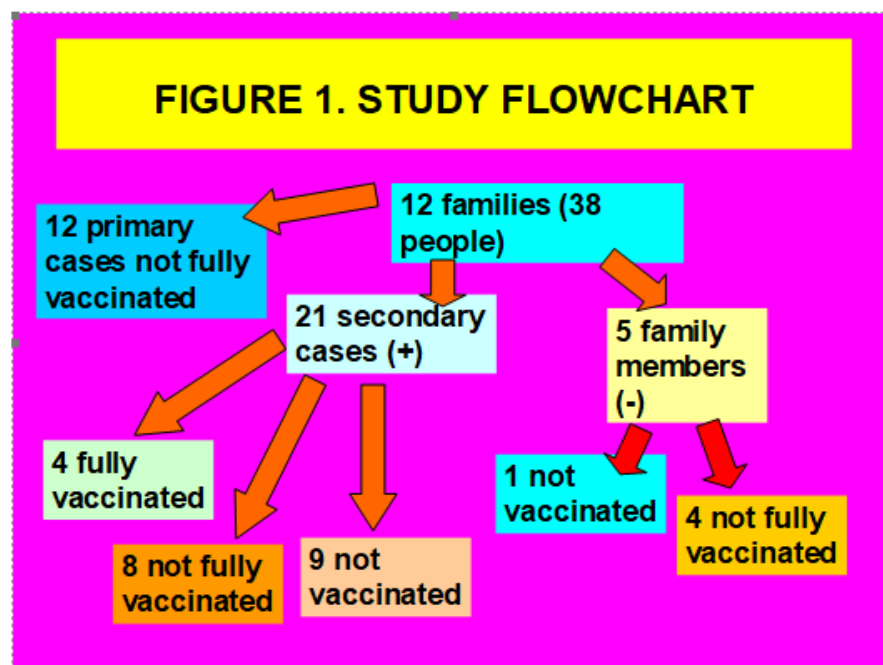 FIGURE 1. STUDY FLOWCHART
12 families (38
people)
12 primary
cases not fully
vaccinated
21 secondary
cases (+)
5 family
members
(-)
4 fully
vaccinated
8 not fully
vaccinated
9 not
vaccinated
1 not
vaccinated
4 not fully
vaccinated